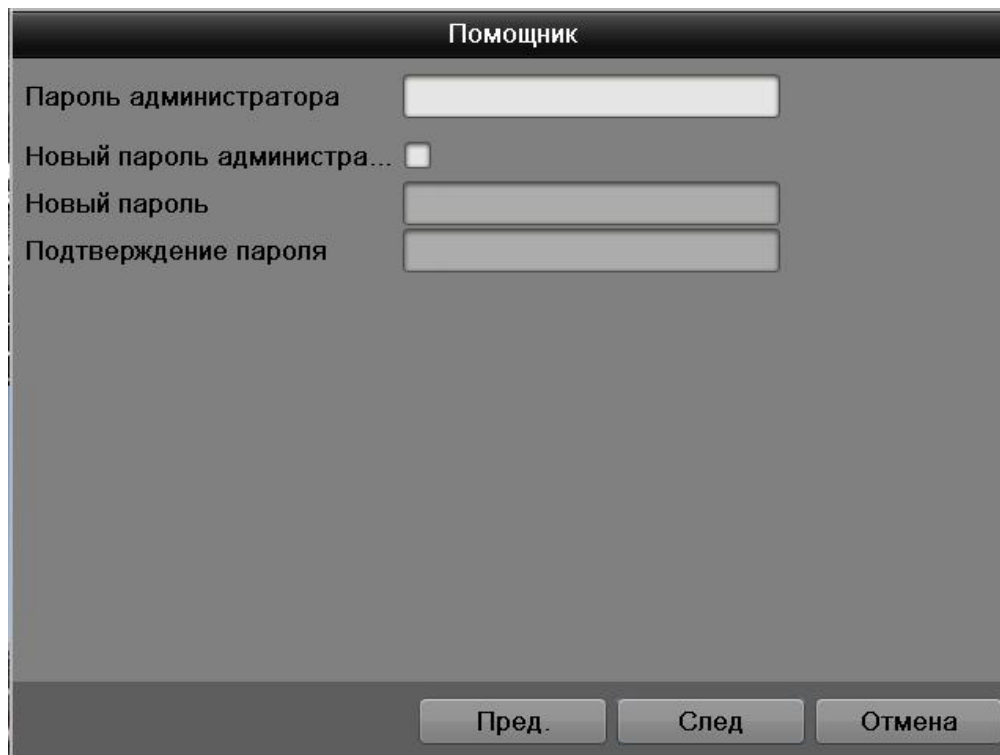 Помощник
Пароль администратора
Новый пароль администра...
Новый пароль
Подтверждение пароля
Пред. След Отмена